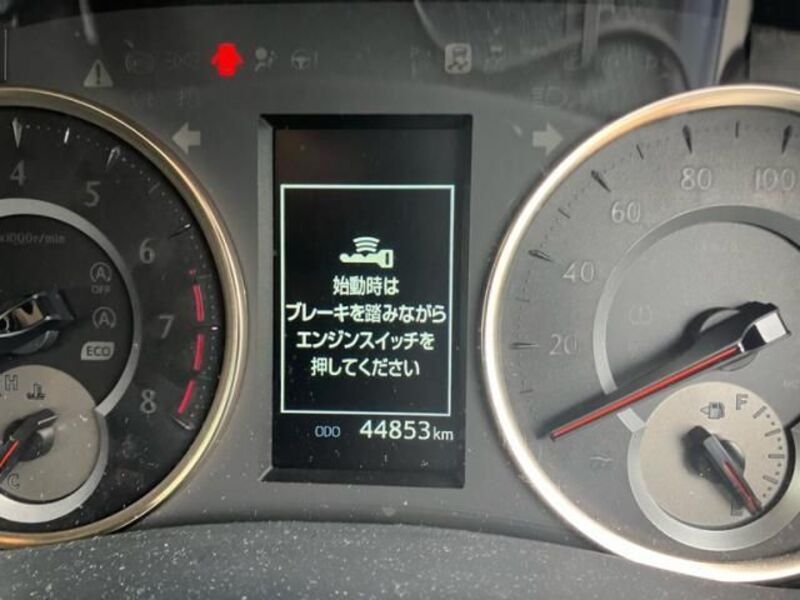 4
5
6
7
8
x1000r/min
OFF
ECO
H
C
始動時は
ブレーキを踏みながら
エンジンスイッチを
押してください
ODO 44853km
20
40
60
80
100
F
E